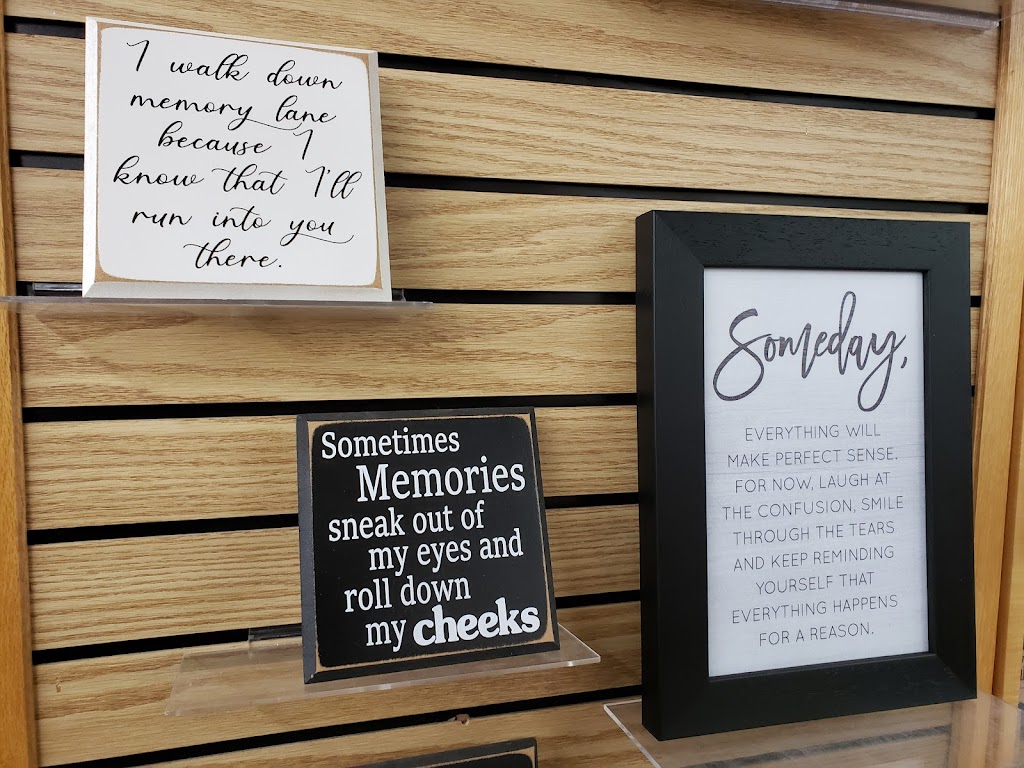 I walk down
memory lane
because I
know that I'll
run into you
there.
Sometimes
Memories
sneak out of
my eyes and
roll down
my cheeks
Someday,
EVERYTHING WILL
MAKE PERFECT SENSE.
FOR NOW, LAUGH AT
THE CONFUSION, SMILE
THROUGH THE TEARS
AND KEEP REMINDING
YOURSELF THAT
EVERYTHING HAPPENS
FOR A REASON.